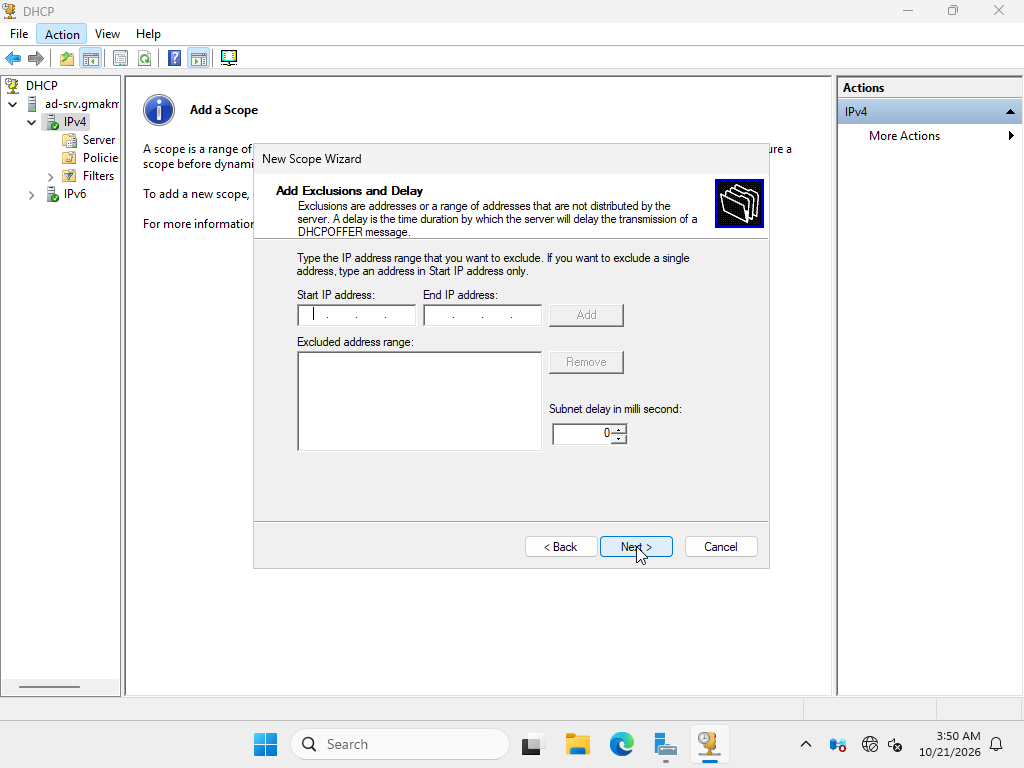 DHCP
File Action View Help
DHCP
ad-srv.gmakm
IPv4
Server
Policie
Filters
IPv6
Add a Scope
A scope is a range of
ure a
scope before dynami
To add a new scope,
For more information
New Scope Wizard
Add Exclusions and Delay
Exclusions are addresses or a range of addresses that are not distributed by the
server. A delay is the time duration by which the server will delay the transmission of a
DHCPOFFER message.
Type the IP address range that you want to exclude. If you want to exclude a single
address, type an address in Start IP address only.
Start IP address: End IP address:
. . . . . . Add
Excluded address range:
Remove
Subnet delay in milli second:
0
< Back Next > Cancel
Actions
IPv4
More Actions
Search
3:50 AM
10/21/2026